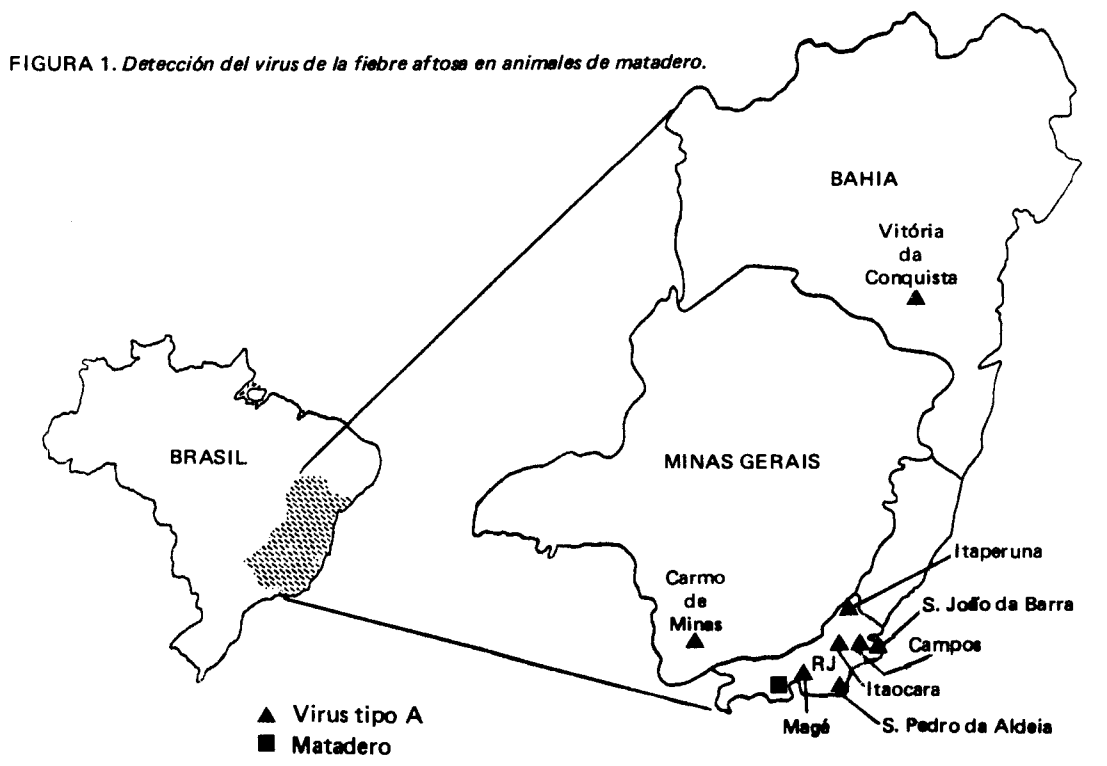 FIGURA 1. Detección del virus de la fiebre aftosa en animales de matadero.
BAHIA
Vitória
da
Conquista
BRASIL
MINAS GERAIS
Itaperuna
Carmo
de
Minas
S. João da Barra
Campos
RJ
Itaocara
Magé
S. Pedro da Aldeia
Virus tipo A
Matadero